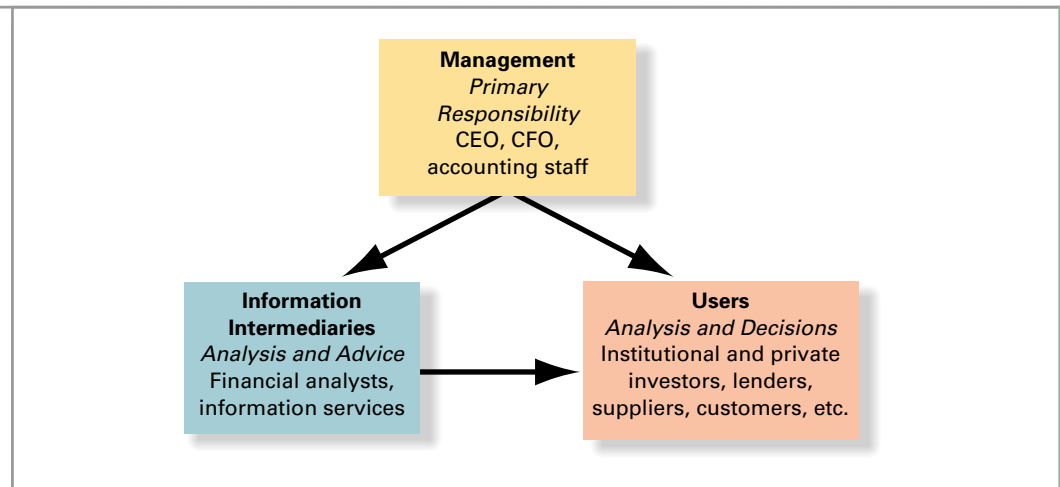 Management
Primary
Responsibility
CEO, CFO,
accounting staff
Information
Intermediaries
Analysis and Advice
Financial analysts,
information services
Users
Analysis and Decisions
Institutional and private
investors, lenders,
suppliers, customers, etc.